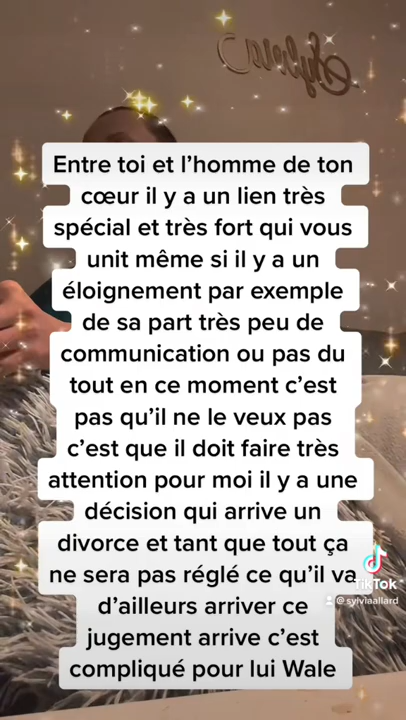 Sylvia
Entre toi et l’homme de ton
cœur il y a un lien très
spécial et très fort qui vous
unit même si il y a un
éloignement par exemple
de sa part très peu de
communication ou pas du
tout en ce moment c’est
pas qu’il ne le veux pas
c’est que il doit faire très
attention pour moi il y a une
décision qui arrive un
divorce et tant que tout ça
ne sera pas réglé ce qu’il va
d’ailleurs arriver ce
jugement arrive c’est
compliqué pour lui Wale
TikTok
@sylviaallard